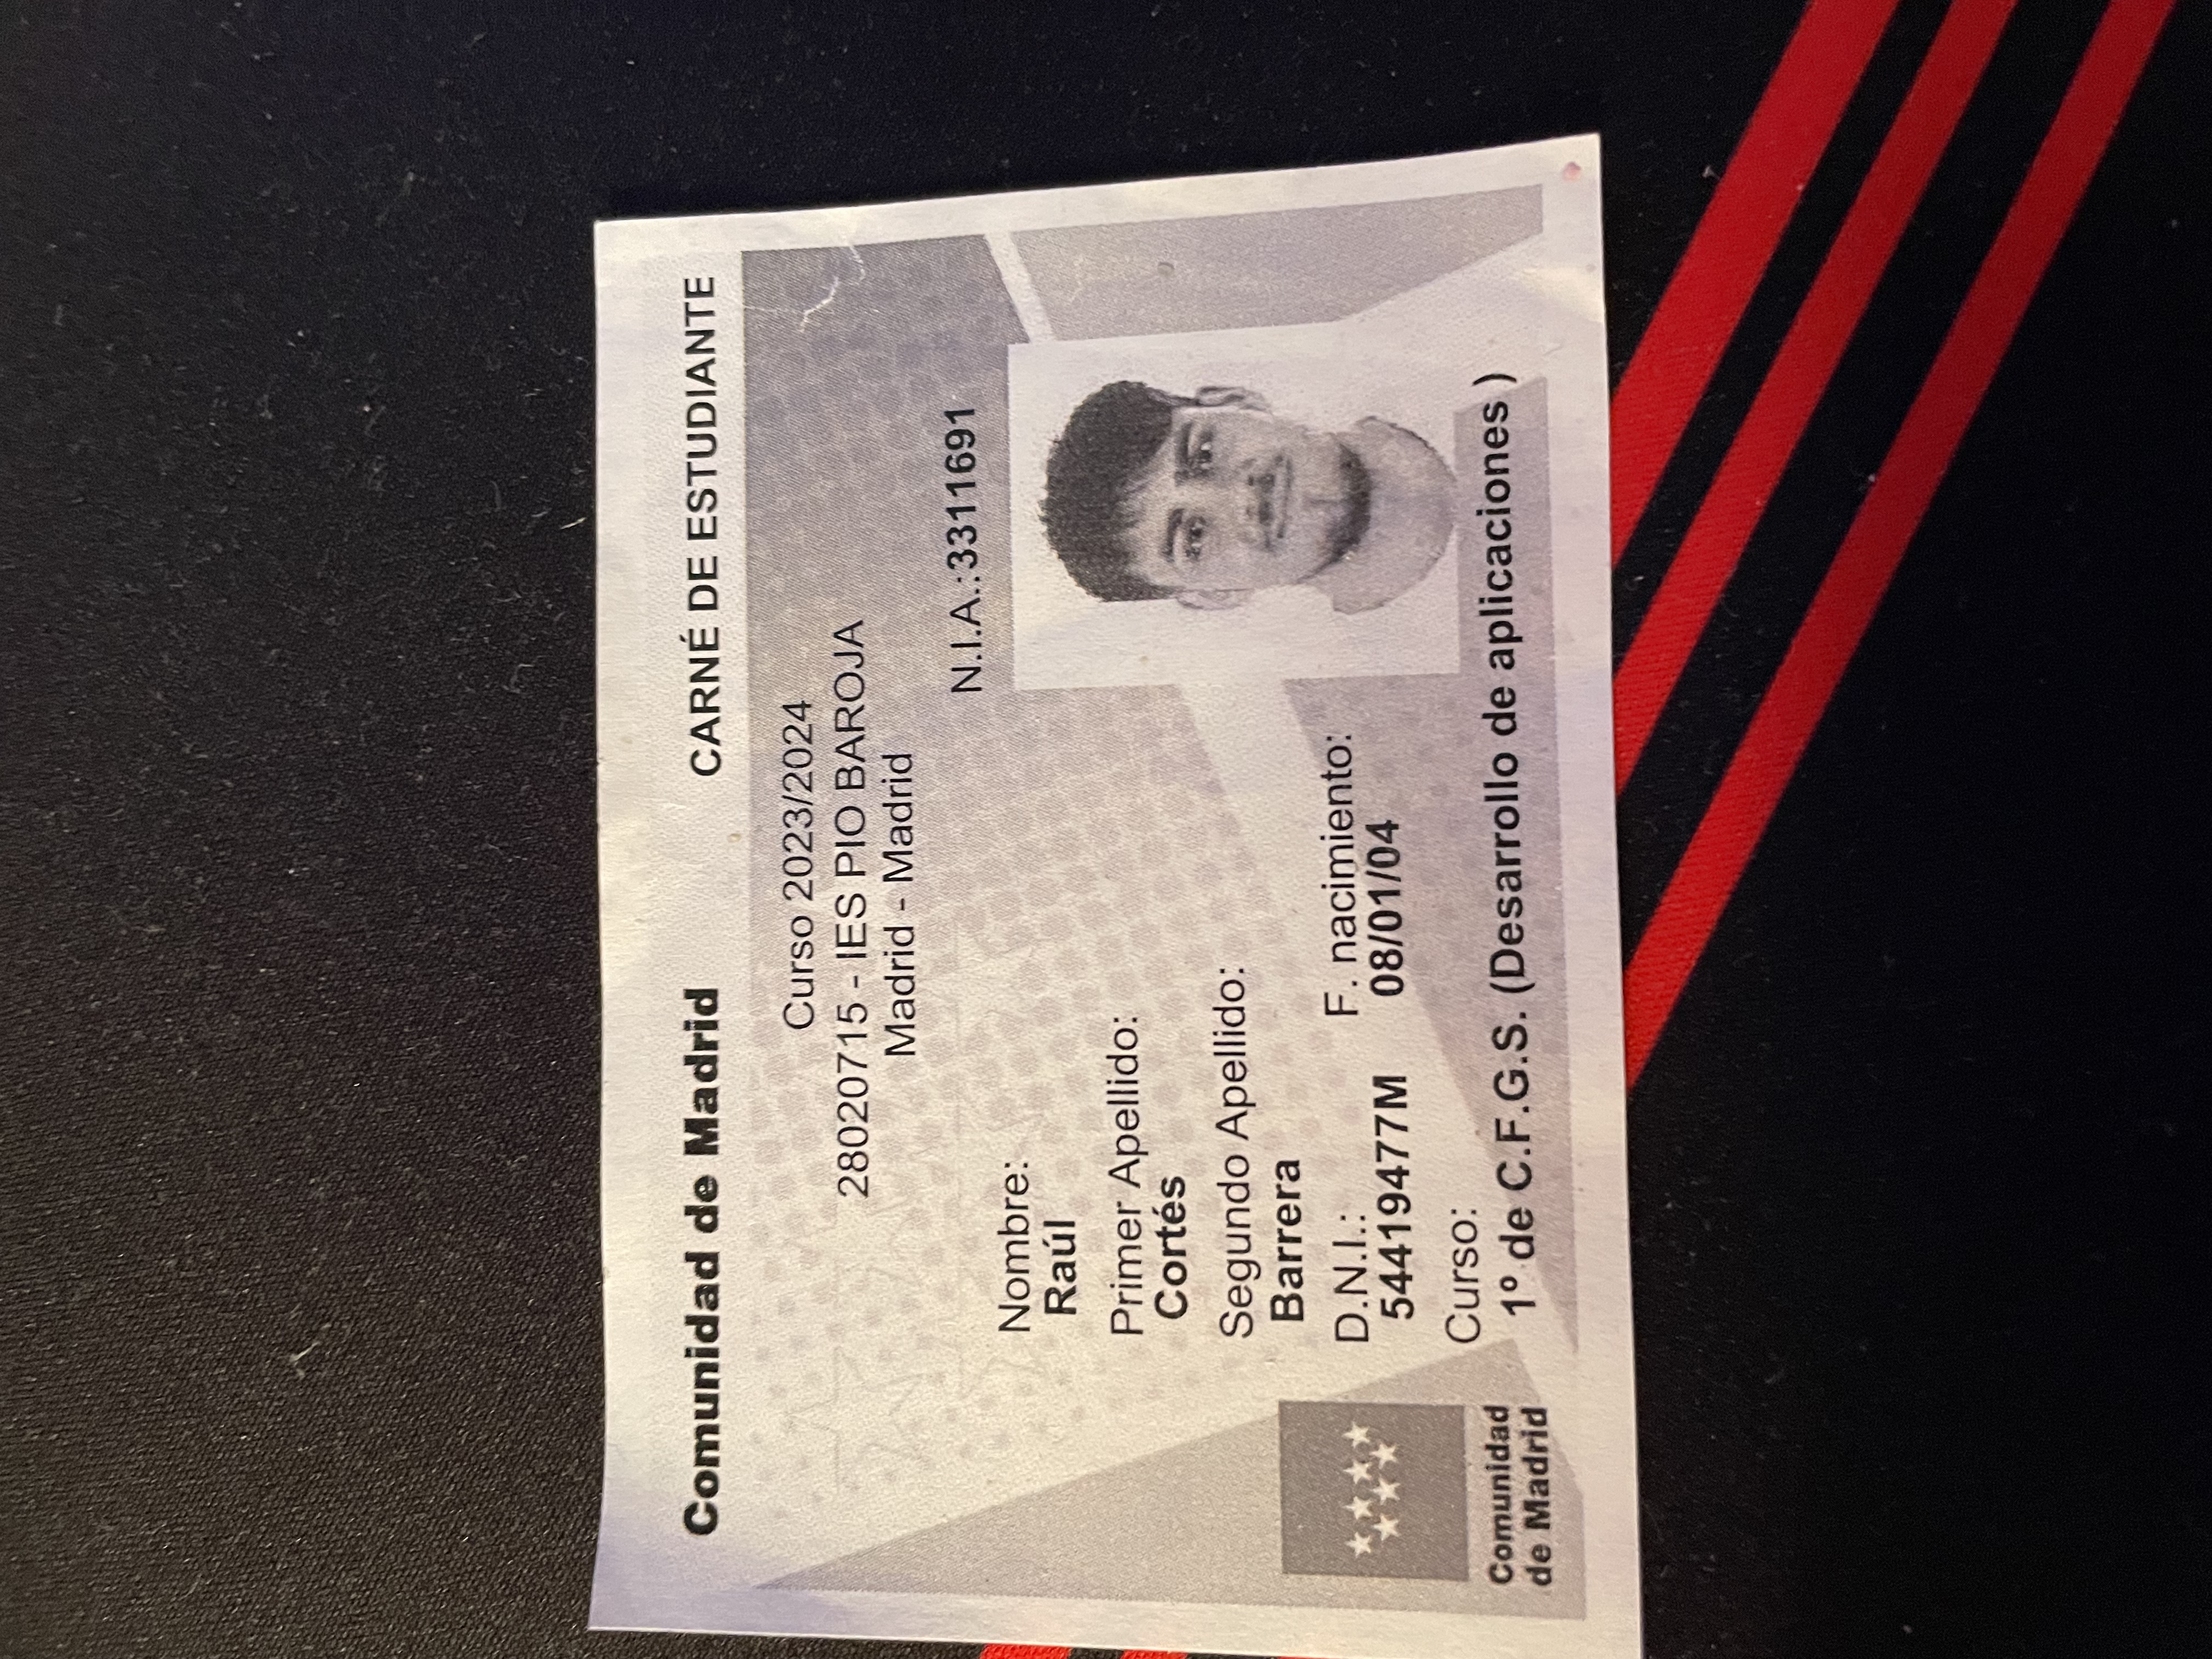 Comunidad de Madrid
CARNÉ DE ESTUDIANTE
Curso 2023/2024
28020715 - IES PIO BAROJA
Madrid - Madrid
N.I.A.:3311691
Nombre:
Raúl
Primer Apellido:
Cortés
Segundo Apellido:
Barrera
D.N.I.: F. nacimiento:
54419477M 08/01/04
Curso:
1º de C.F.G.S. (Desarrollo de aplicaciones )
Comunidad
de Madrid